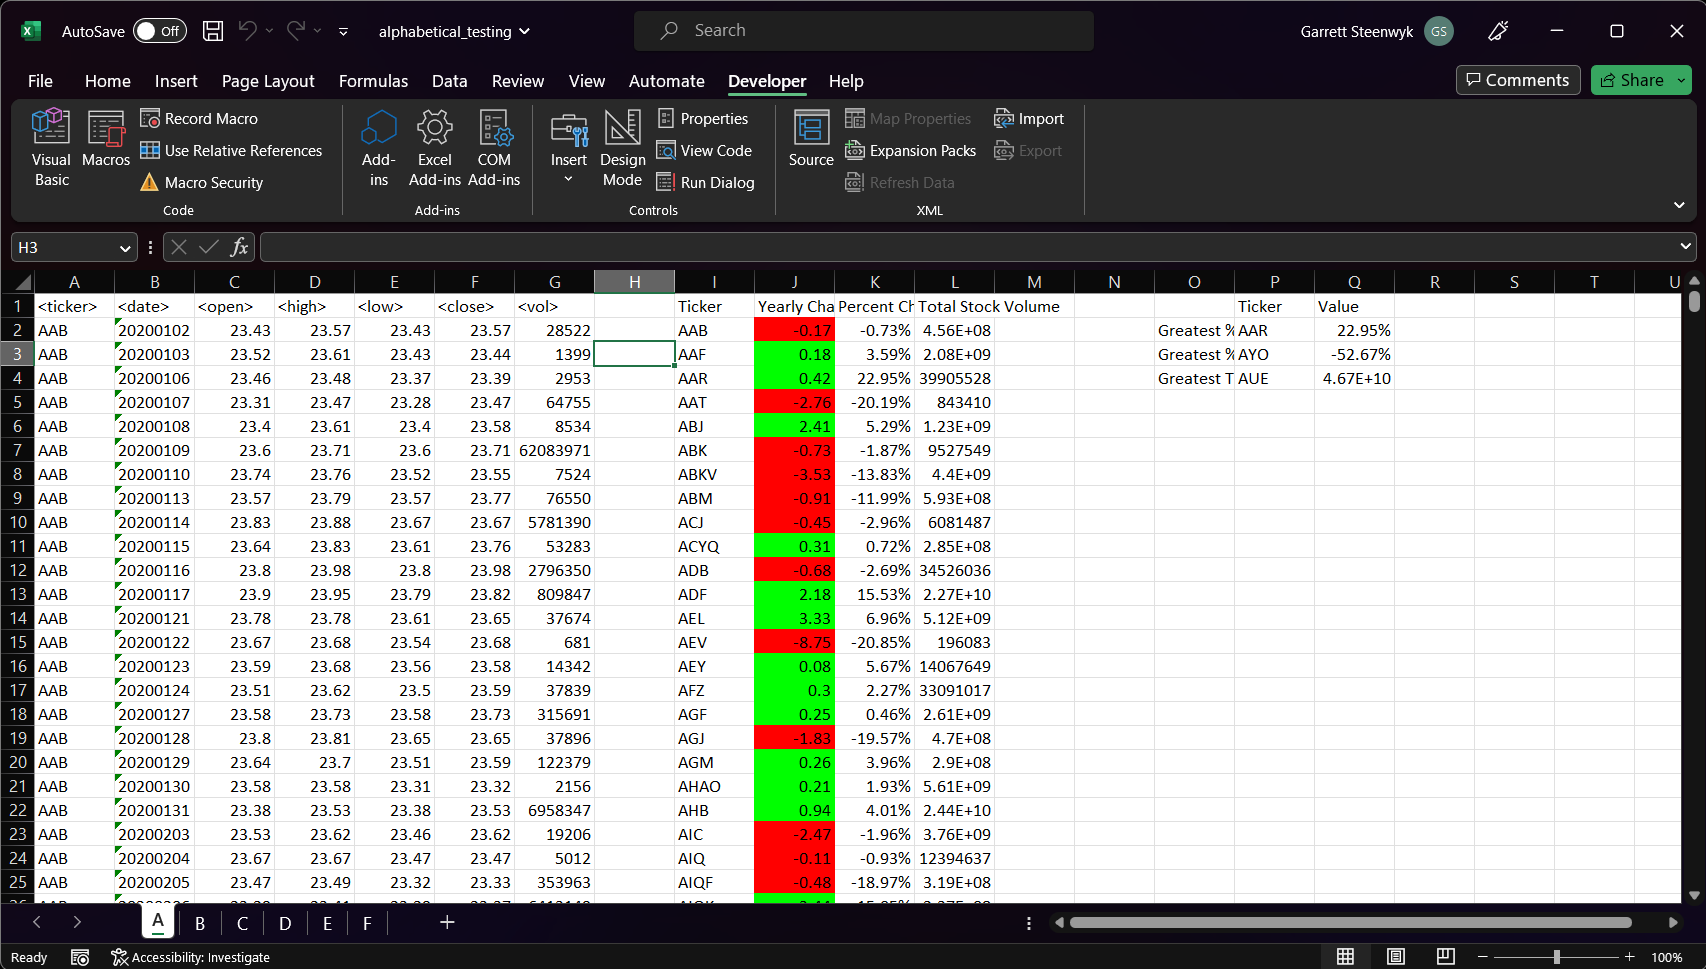 AutoSave Off alphabetical_testing Search Garrett Steenwyk GS
File Home Insert Page Layout Formulas Data Review View Automate Developer Help Comments Share
Visual Basic Macros Record Macro Use Relative References Macro Security Code
Add-ins Excel Add-ins COM Add-ins Add-ins
Insert Design Mode Properties View Code Run Dialog Controls
Source Map Properties Expansion Packs Refresh Data Import Export XML
H3 fx
A B C D E F G H I J K L M N O P Q R S T U
1 <ticker> <date> <open> <high> <low> <close> <vol> Ticker Yearly Cha Percent Ch Total Stock Volume Ticker Value
2 AAB 20200102 23.43 23.57 23.43 23.57 28522 AAB -0.17 -0.73% 4.56E+08 Greatest % AAR 22.95%
3 AAB 20200103 23.52 23.61 23.43 23.44 1399 AAF 0.18 3.59% 2.08E+09 Greatest % AYO -52.67%
4 AAB 20200106 23.46 23.48 23.37 23.39 2953 AAR 0.42 22.95% 39905528 Greatest T AUE 4.67E+10
5 AAB 20200107 23.31 23.47 23.28 23.47 64755 AAT -2.76 -20.19% 843410
6 AAB 20200108 23.4 23.61 23.4 23.58 8534 ABJ 2.41 5.29% 1.23E+09
7 AAB 20200109 23.6 23.71 23.6 23.71 62083971 ABK -0.73 -1.87% 9527549
8 AAB 20200110 23.74 23.76 23.52 23.55 7524 ABKV -3.53 -13.83% 4.4E+09
9 AAB 20200113 23.57 23.79 23.57 23.77 76550 ABM -0.91 -11.99% 5.93E+08
10 AAB 20200114 23.83 23.88 23.67 23.67 5781390 ACJ -0.45 -2.96% 6081487
11 AAB 20200115 23.64 23.83 23.61 23.76 53283 ACYQ 0.31 0.72% 2.85E+08
12 AAB 20200116 23.8 23.98 23.8 23.98 2796350 ADB -0.68 -2.69% 34526036
13 AAB 20200117 23.9 23.95 23.79 23.82 809847 ADF 2.18 15.53% 2.27E+10
14 AAB 20200121 23.78 23.78 23.61 23.65 37674 AEL 3.33 6.96% 5.12E+09
15 AAB 20200122 23.67 23.68 23.54 23.68 681 AEV -8.75 -20.85% 196083
16 AAB 20200123 23.59 23.68 23.56 23.58 14342 AEY 0.08 5.67% 14067649
17 AAB 20200124 23.51 23.62 23.5 23.59 37839 AFZ 0.3 2.27% 33091017
18 AAB 20200127 23.58 23.73 23.58 23.73 315691 AGF 0.25 0.46% 2.61E+09
19 AAB 20200128 23.8 23.81 23.65 23.65 37896 AGJ -1.83 -19.57% 4.7E+08
20 AAB 20200129 23.64 23.7 23.51 23.59 122379 AGM 0.26 3.96% 2.9E+08
21 AAB 20200130 23.58 23.58 23.31 23.32 2156 AHAO 0.21 1.93% 5.61E+09
22 AAB 20200131 23.38 23.53 23.38 23.53 6958347 AHB 0.94 4.01% 2.44E+10
23 AAB 20200203 23.53 23.62 23.46 23.62 19206 AIC -2.47 -1.96% 3.76E+09
24 AAB 20200204 23.67 23.67 23.47 23.47 5012 AIQ -0.11 -0.93% 12394637
25 AAB 20200205 23.47 23.49 23.32 23.33 353963 AIQF -0.48 -18.97% 3.19E+08
A B C D E F
Ready Accessibility: Investigate 100%